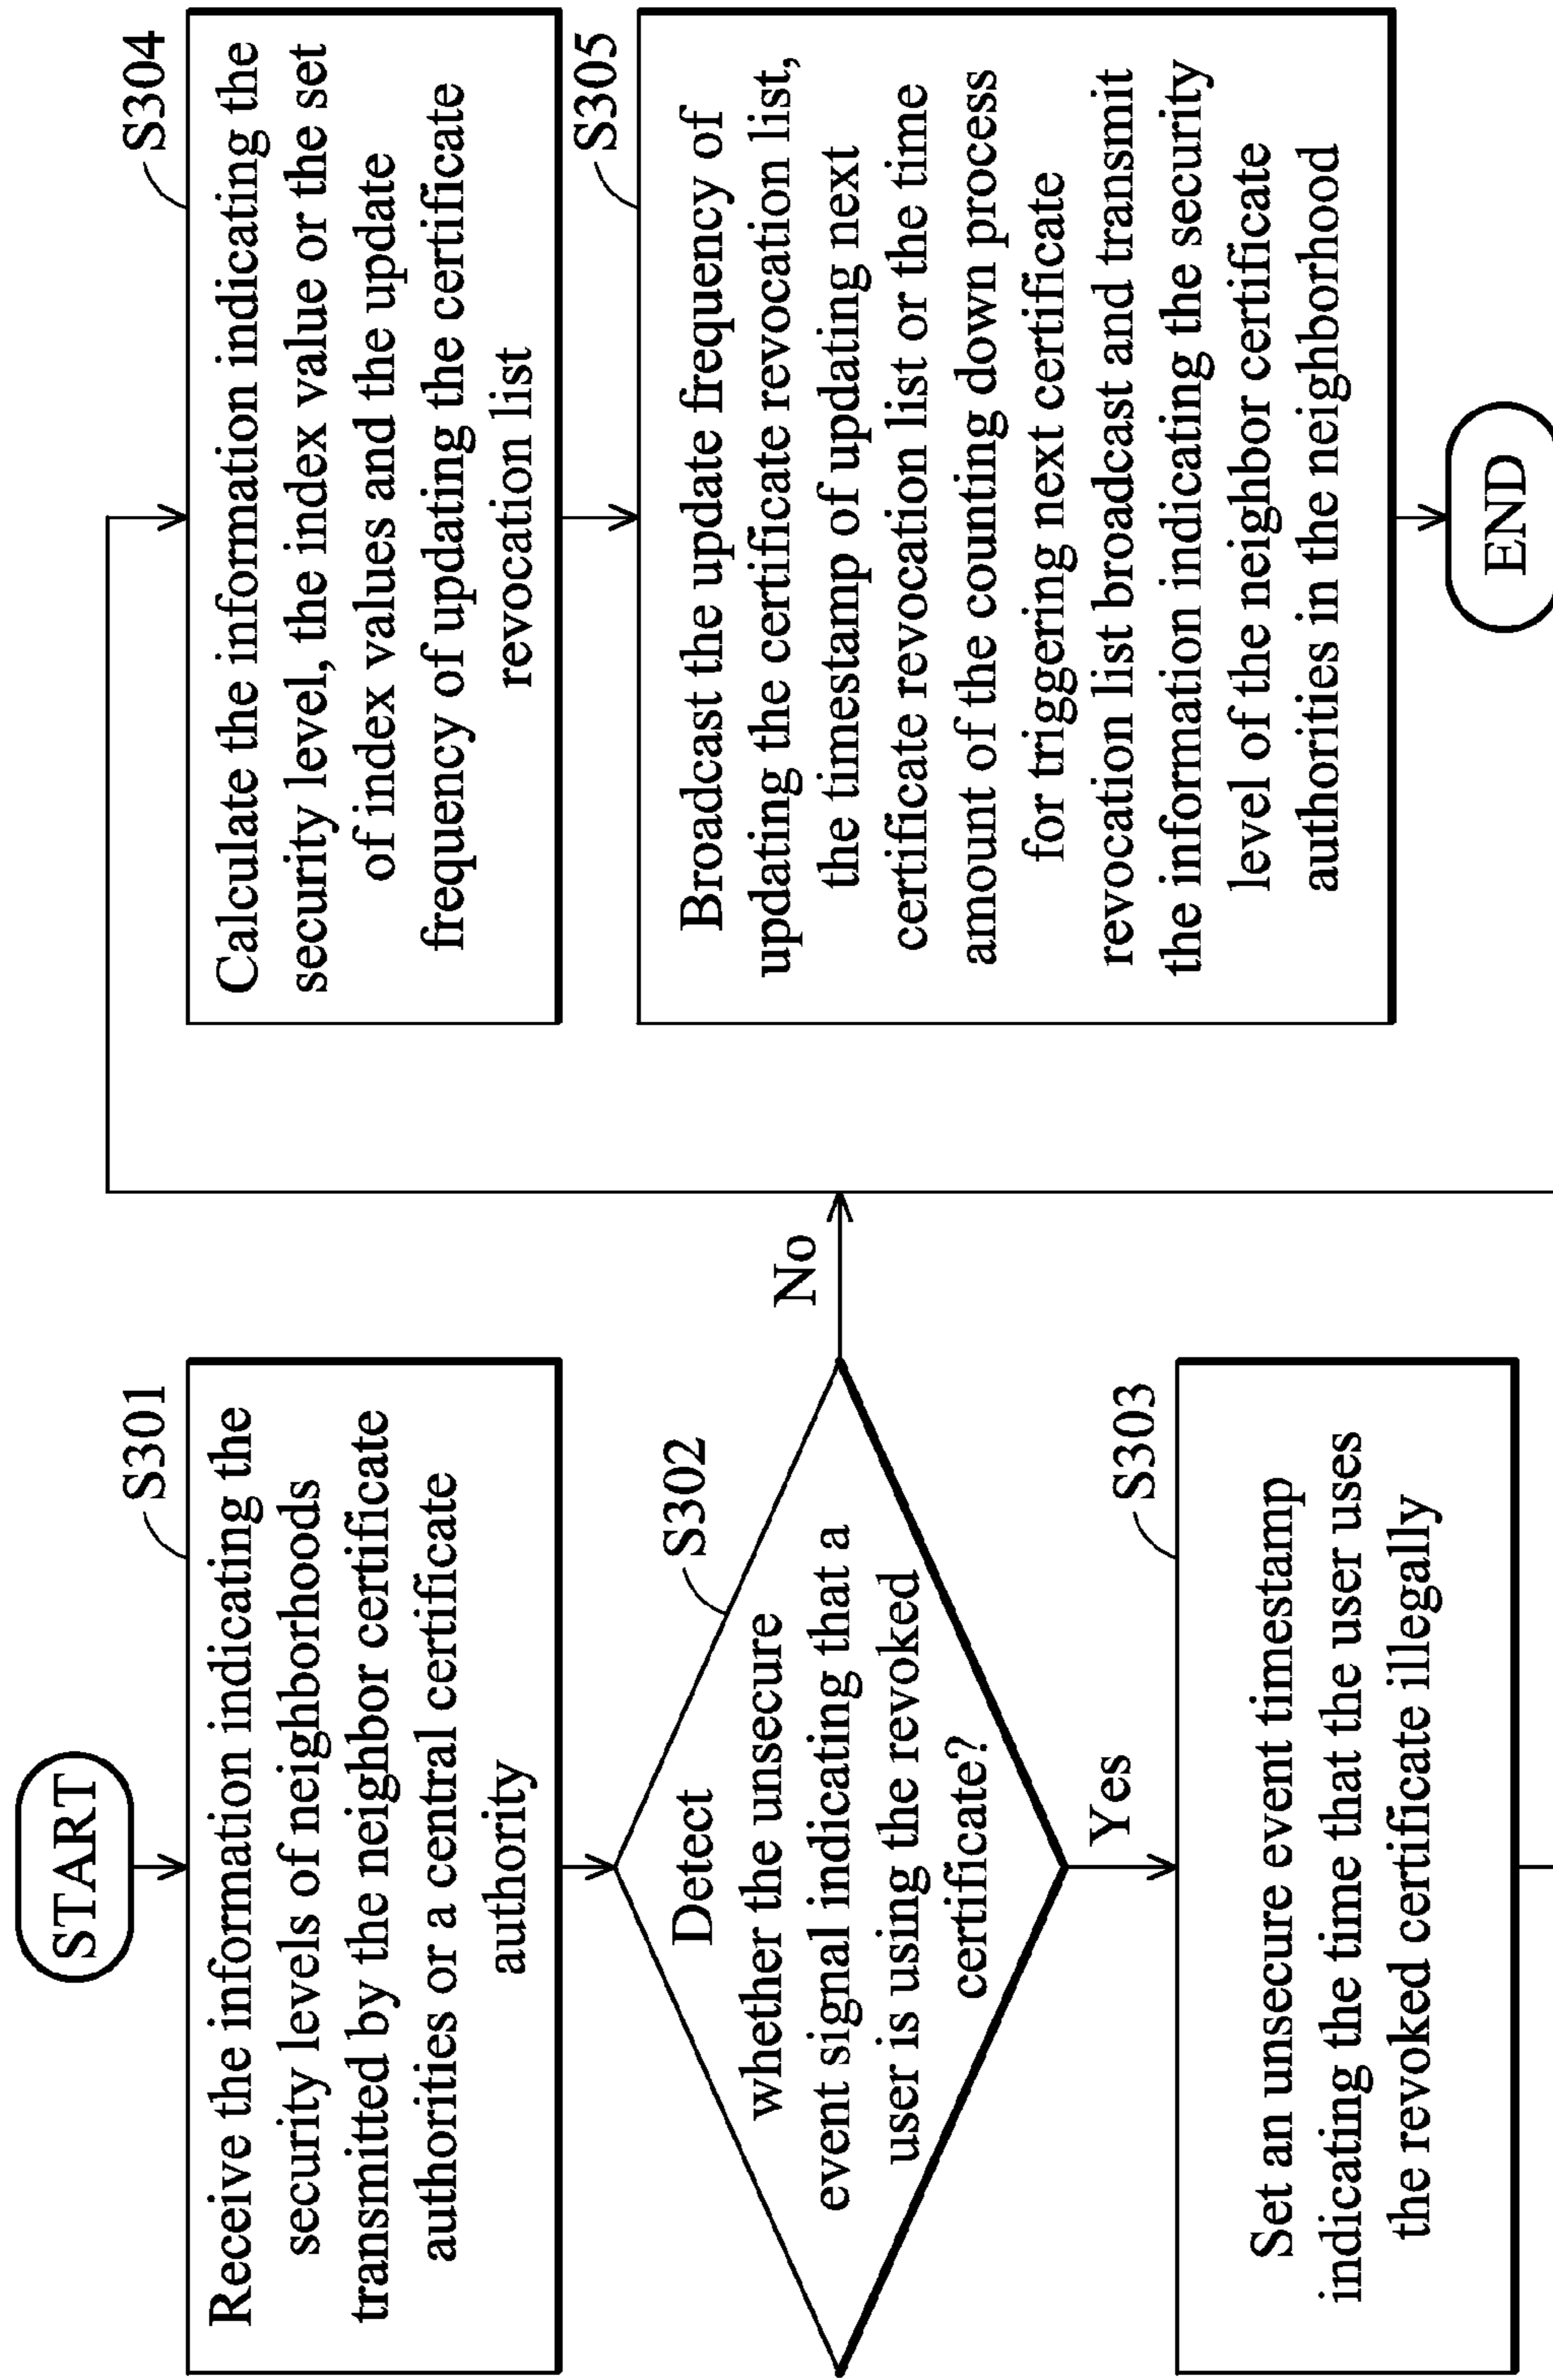 START
S301
Receive the information indicating the
security levels of neighborhoods
transmitted by the neighbor certificate
authorities or a central certificate
authority
S302
Detect
whether the unsecure
event signal indicating that a
user is using the revoked
certificate?
No
Yes
S303
Set an unsecure event timestamp
indicating the time that the user uses
the revoked certificate illegally
S304
Calculate the information indicating the
security level, the index value or the set
of index values and the update
frequency of updating the certificate
revocation list
S305
Broadcast the update frequency of
updating the certificate revocation list,
the timestamp of updating next
certificate revocation list or the time
amount of the counting down process
for triggering next certificate
revocation list broadcast and transmit
the information indicating the security
level of the neighbor certificate
authorities in the neighborhood
END